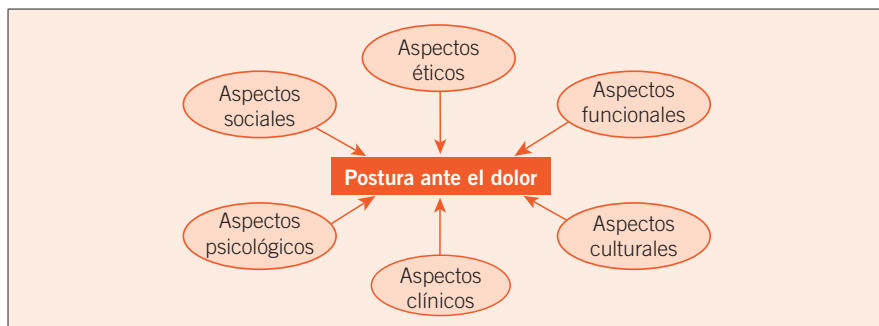 Aspectos
éticos
Aspectos
sociales
Aspectos
funcionales
Postura ante el dolor
Aspectos
psicológicos
Aspectos
culturales
Aspectos
clínicos